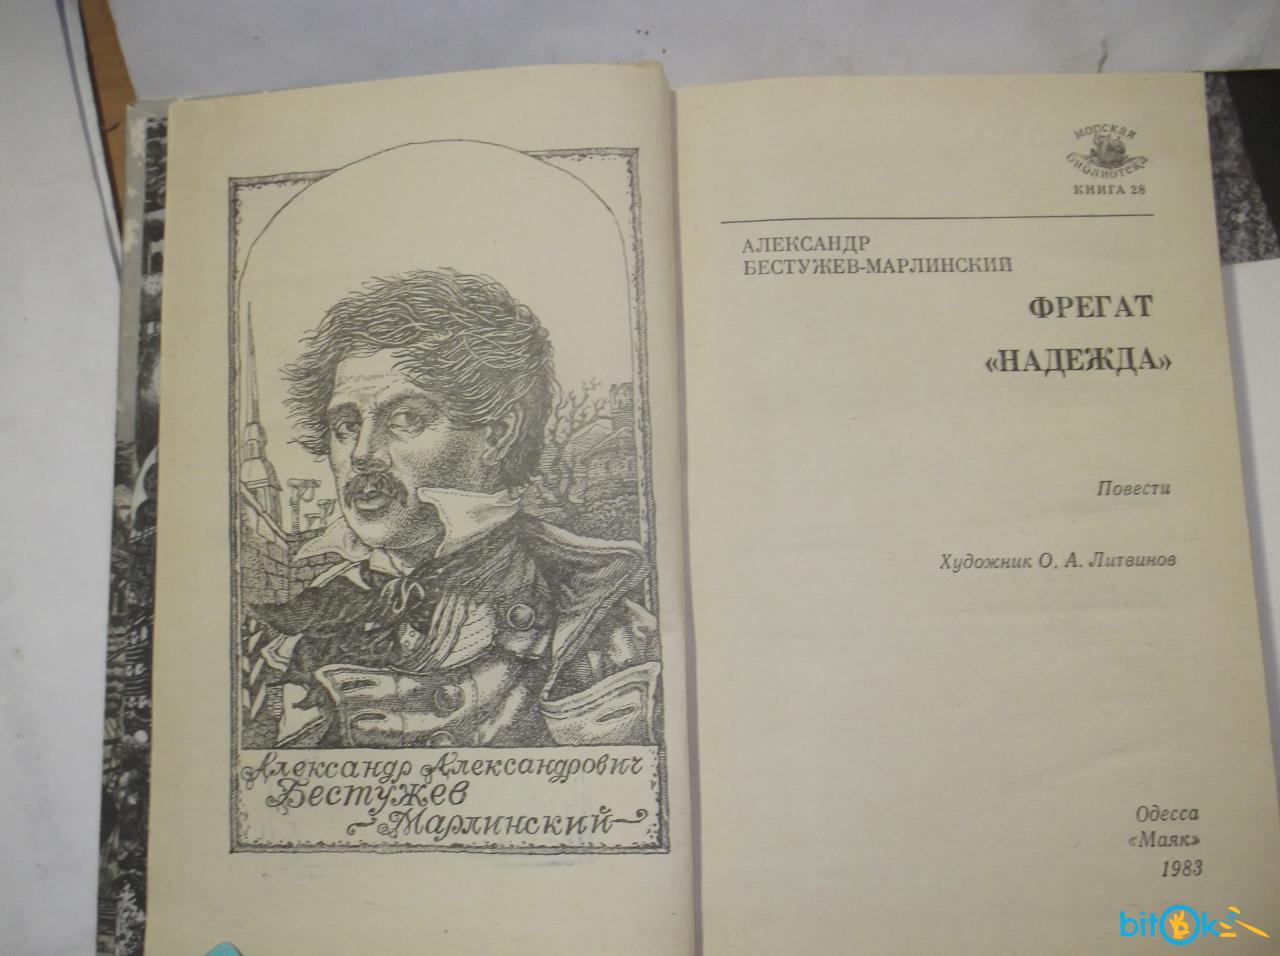 Александр Александрович
Бестужев
Марлинский
морская
библиотека
КНИГА 28
АЛЕКСАНДР
БЕСТУЖЕВ-МАРЛИНСКИЙ
ФРЕГАТ
«НАДЕЖДА»
Повести
Художник О. А. Литвинов
Одесса
«Маяк»
1983
bitOk